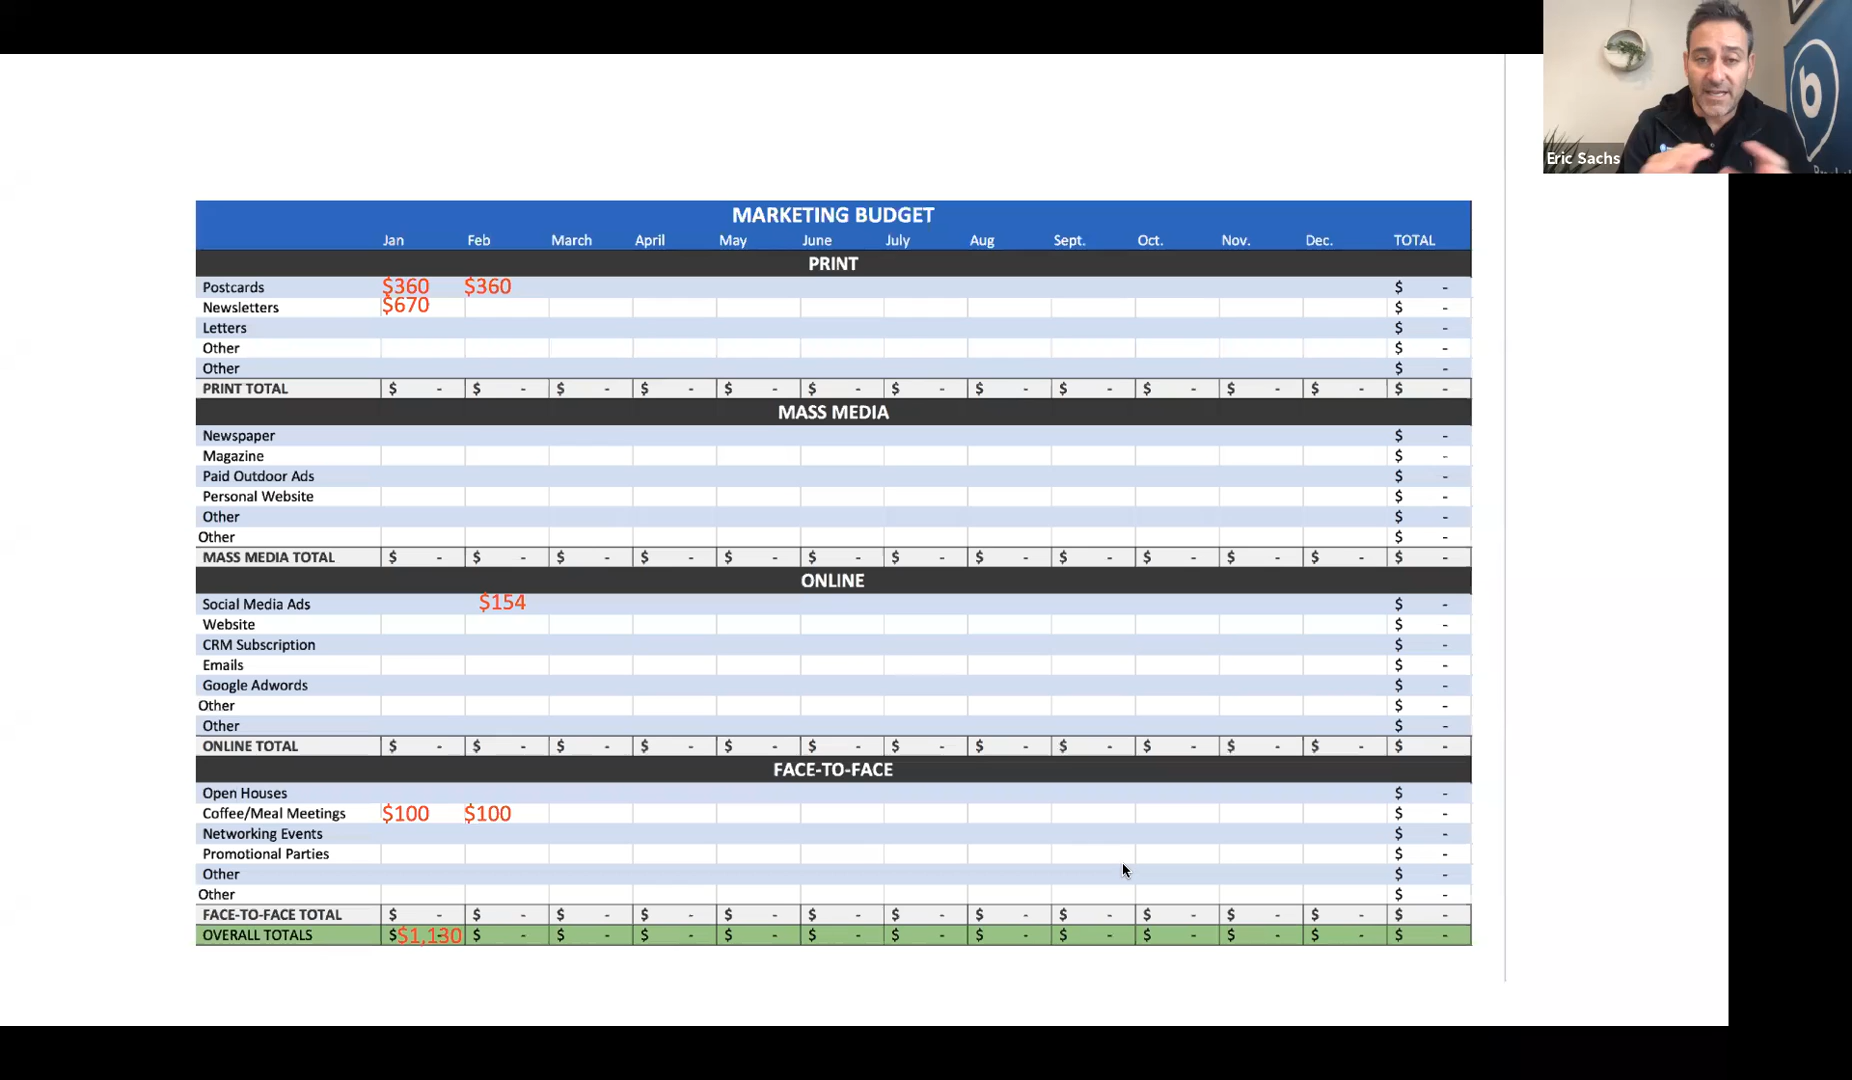 Eric Sachs
b
MARKETING BUDGET
Jan Feb March April May June July Aug Sept. Oct. Nov. Dec. TOTAL
PRINT
Postcards $360 $360 $ -
Newsletters $670 $ -
Letters $ -
Other $ -
Other $ -
PRINT TOTAL $ - $ - $ - $ - $ - $ - $ - $ - $ - $ - $ - $ - $ -
MASS MEDIA
Newspaper $ -
Magazine $ -
Paid Outdoor Ads $ -
Personal Website $ -
Other $ -
Other $ -
MASS MEDIA TOTAL $ - $ - $ - $ - $ - $ - $ - $ - $ - $ - $ - $ - $ -
ONLINE
Social Media Ads $154 $ -
Website $ -
CRM Subscription $ -
Emails $ -
Google Adwords $ -
Other $ -
Other $ -
ONLINE TOTAL $ - $ - $ - $ - $ - $ - $ - $ - $ - $ - $ - $ - $ -
FACE-TO-FACE
Open Houses $ -
Coffee/Meal Meetings $100 $100 $ -
Networking Events $ -
Promotional Parties $ -
Other $ -
Other $ -
FACE-TO-FACE TOTAL $ - $ - $ - $ - $ - $ - $ - $ - $ - $ - $ - $ - $ -
OVERALL TOTALS $ $1,130 - $ - $ - $ - $ - $ - $ - $ - $ - $ - $ - $ - $ -